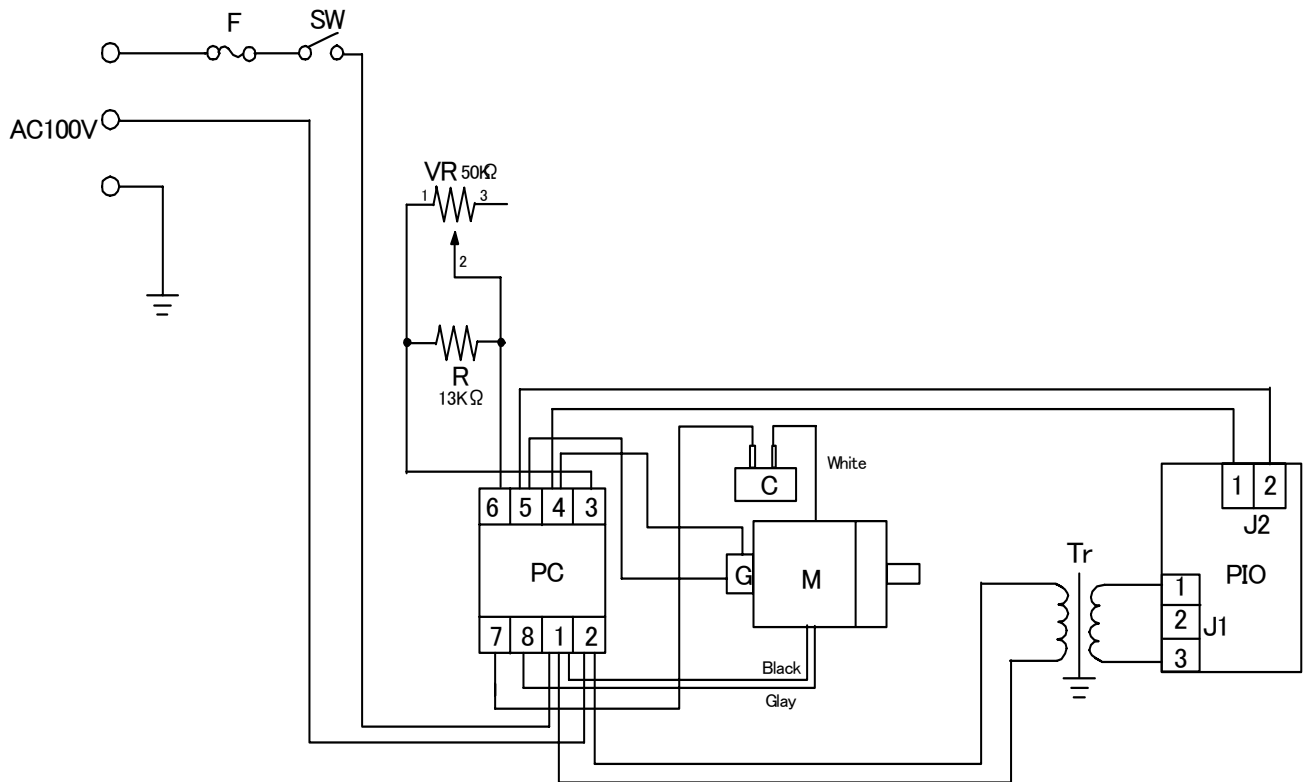 F
SW
AC100V
VR 50KΩ
1
3
2
R
13KΩ
White
C
6 5 4 3
PC
7 8 1 2
G
M
Black
Glay
Tr
1 2
J2
PIO
1
2
3
J1